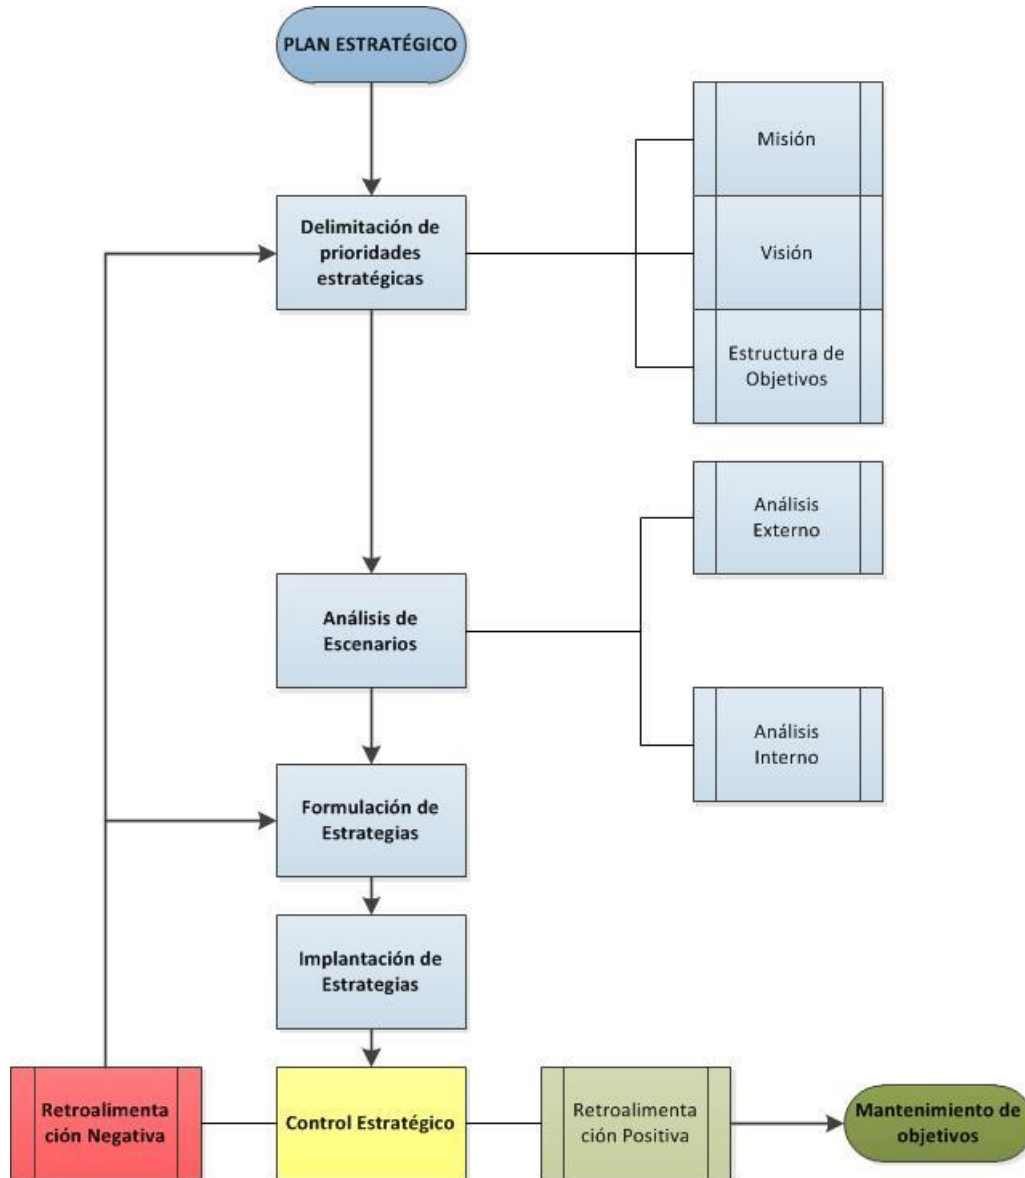 PLAN ESTRATÉGICO
Misión
Delimitación de
prioridades
estratégicas
Visión
Estructura de
Objetivos
Análisis
Externo
Análisis de
Escenarios
Análisis
Interno
Formulación de
Estrategias
Implantación de
Estrategias
Retroalimenta
ción Negativa
Control Estratégico
Retroalimenta
ción Positiva
Mantenimiento de
objetivos